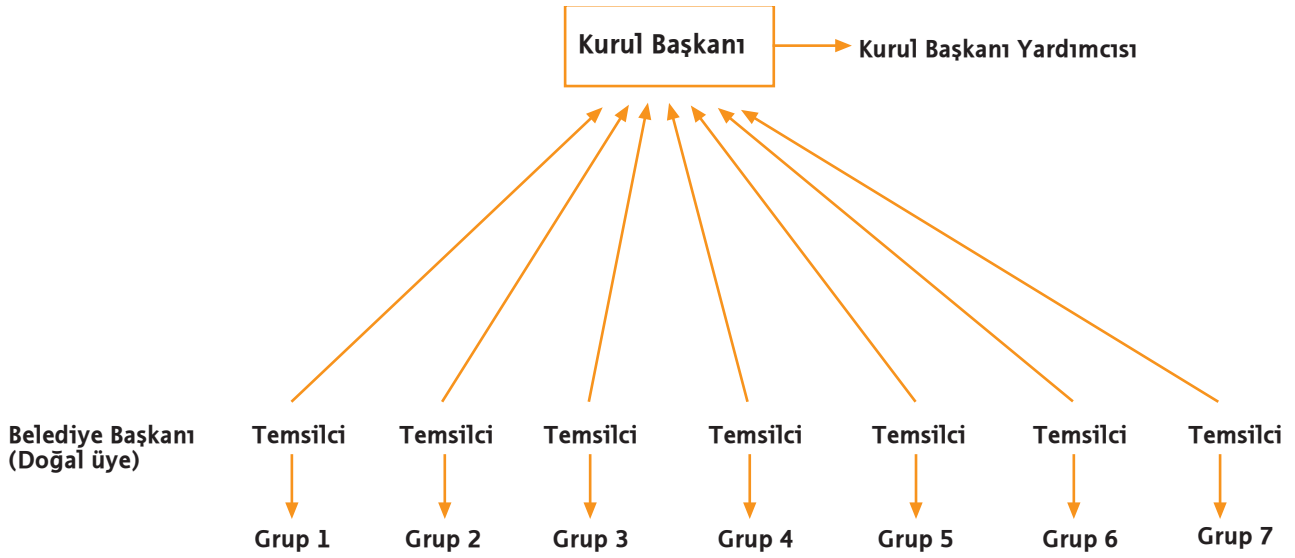 Kurul Başkanı
Kurul Başkanı Yardımcısı
Belediye Başkanı
(Doğal üye)
Temsilci
Temsilci
Temsilci
Temsilci
Temsilci
Temsilci
Temsilci
Grup 1
Grup 2
Grup 3
Grup 4
Grup 5
Grup 6
Grup 7